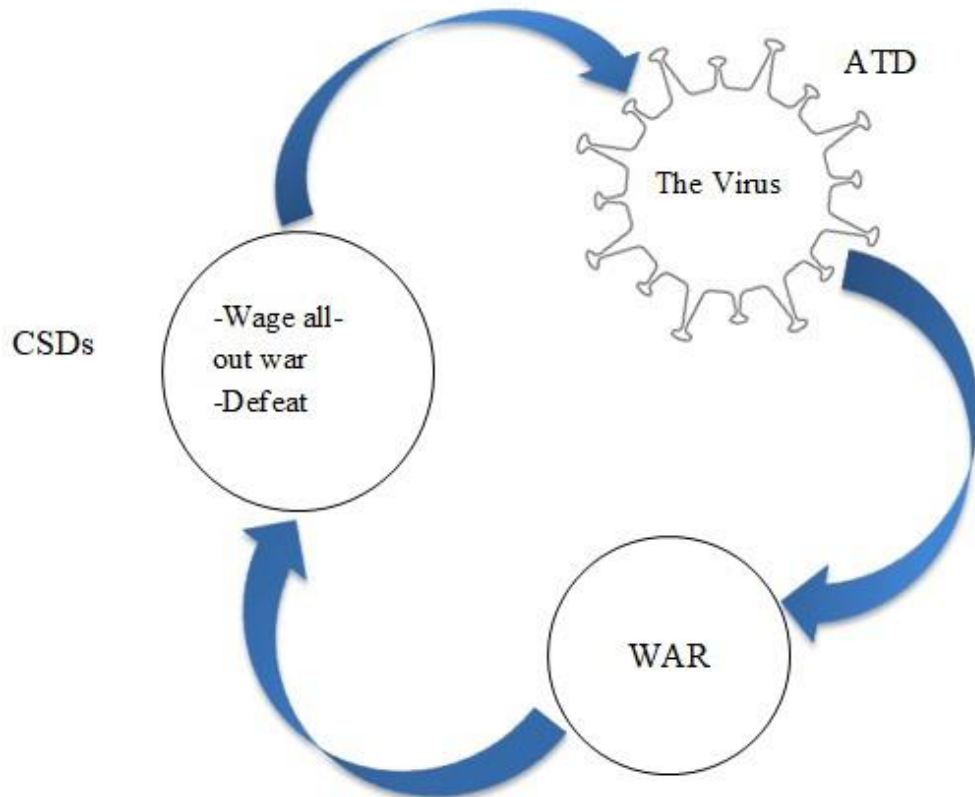 ATD
The Virus
CSDs
-Wage all-
out war
-Defeat
WAR